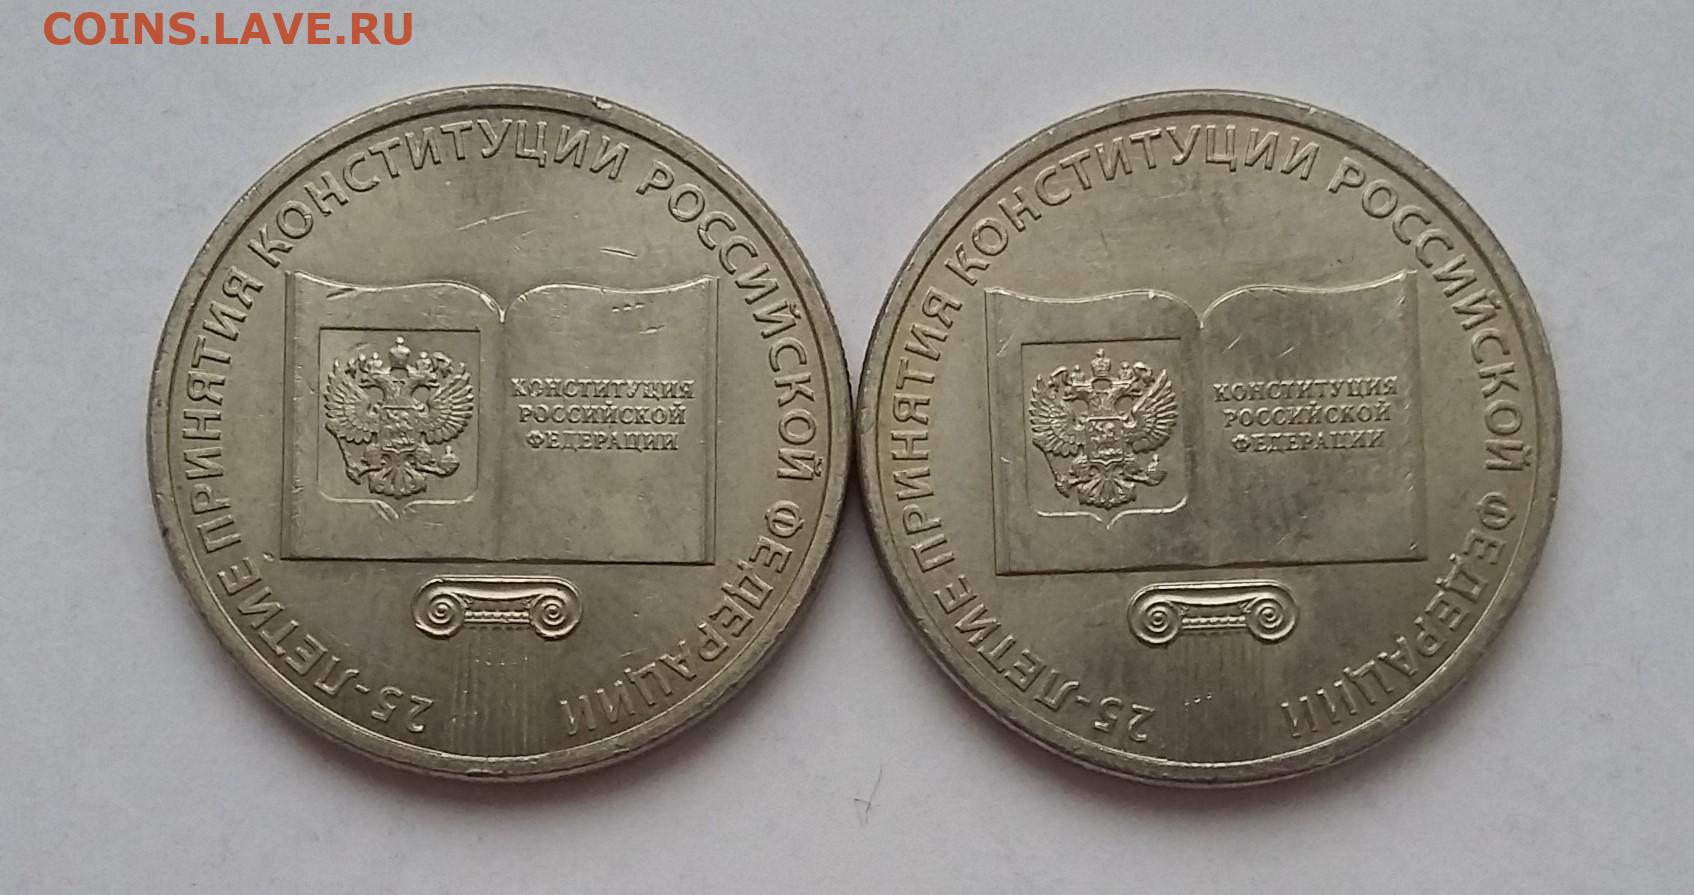 COINS.LAVE.RU
25-ЛЕТИЕ ПРИНЯТИЯ КОНСТИТУЦИИ РОССИЙСКОЙ ФЕДЕРАЦИИ
КОНСТИТУЦИЯ
РОССИЙСКОЙ
ФЕДЕРАЦИИ
25-ЛЕТИЕ ПРИНЯТИЯ КОНСТИТУЦИИ РОССИЙСКОЙ ФЕДЕРАЦИИ
КОНСТИТУЦИЯ
РОССИЙСКОЙ
ФЕДЕРАЦИИ